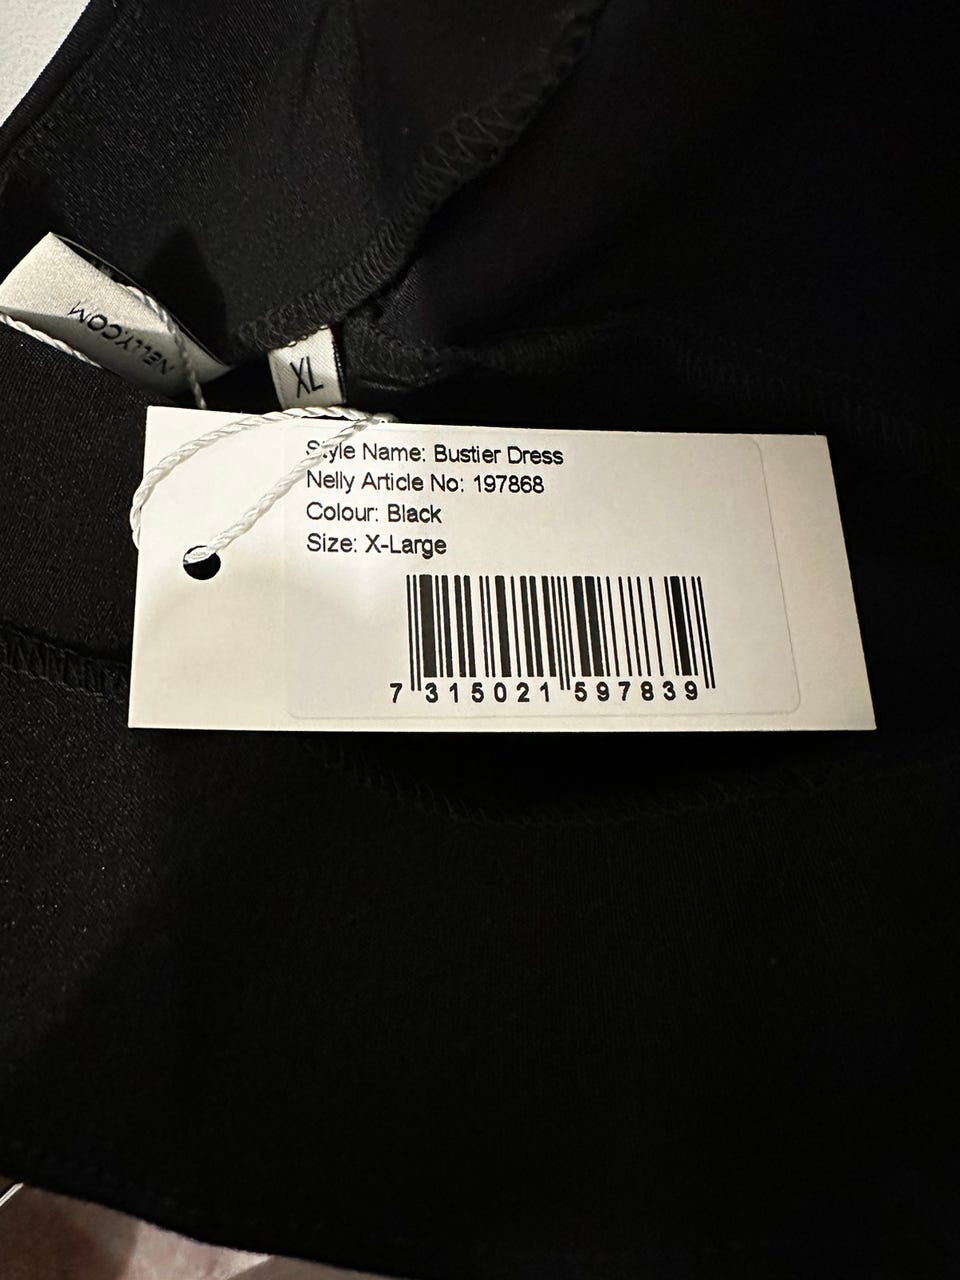 NELLY.COM
XL
Style Name: Bustier Dress
Nelly Article No: 197868
Colour: Black
Size: X-Large
7 315021 597839